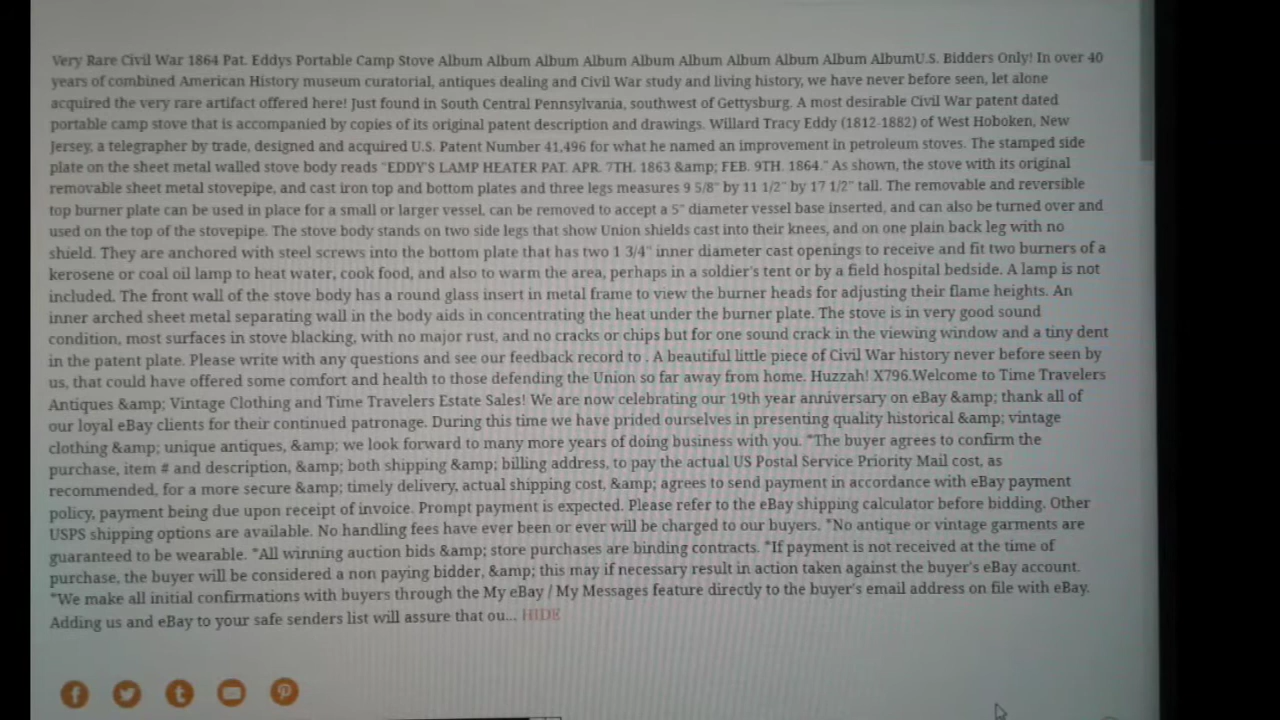 Very Rare Civil War 1864 Pat. Eddys Portable Camp Stove Album Album Album Album Album Album Album Album Album AlbumU.S. Bidders Only! In over 40
years of combined American History museum curatorial, antiques dealing and Civil War study and living history, we have never before seen, let alone
acquired the very rare artifact offered here! Just found in South Central Pennsylvania, southwest of Gettysburg. A most desirable Civil War patent dated
portable camp stove that is accompanied by copies of its original patent description and drawings. Willard Tracy Eddy (1812-1882) of West Hoboken, New
Jersey, a telegrapher by trade, designed and acquired U.S. Patent Number 41,496 for what he named an improvement in petroleum stoves. The stamped side
plate on the sheet metal walled stove body reads "EDDY'S LAMP HEATER PAT. APR. 7TH. 1863 &amp; FEB. 9TH. 1864." As shown, the stove with its original
removable sheet metal stovepipe, and cast iron top and bottom plates and three legs measures 9 5/8" by 11 1/2" by 17 1/2" tall. The removable and reversible
top burner plate can be used in place for a small or larger vessel, can be removed to accept a 5" diameter vessel base inserted, and can also be turned over and
used on the top of the stovepipe. The stove body stands on two side legs that show Union shields cast into their knees, and on one plain back leg with no
shield. They are anchored with steel screws into the bottom plate that has two 1 3/4" inner diameter cast openings to receive and fit two burners of a
kerosene or coal oil lamp to heat water, cook food, and also to warm the area, perhaps in a soldier's tent or by a field hospital bedside. A lamp is not
included. The front wall of the stove body has a round glass insert in metal frame to view the burner heads for adjusting their flame heights. An
inner arched sheet metal separating wall in the body aids in concentrating the heat under the burner plate. The stove is in very good sound
condition, most surfaces in stove blacking, with no major rust, and no cracks or chips but for one sound crack in the viewing window and a tiny dent
in the patent plate. Please write with any questions and see our feedback record to . A beautiful little piece of Civil War history never before seen by
us, that could have offered some comfort and health to those defending the Union so far away from home. Huzzah! X796.Welcome to Time Travelers
Antiques &amp; Vintage Clothing and Time Travelers Estate Sales! We are now celebrating our 19th year anniversary on eBay &amp; thank all of
our loyal eBay clients for their continued patronage. During this time we have prided ourselves in presenting quality historical &amp; vintage
clothing &amp; unique antiques, &amp; we look forward to many more years of doing business with you. *The buyer agrees to confirm the
purchase, item # and description, &amp; both shipping &amp; billing address, to pay the actual US Postal Service Priority Mail cost, as
recommended, for a more secure &amp; timely delivery, actual shipping cost, &amp; agrees to send payment in accordance with eBay payment
policy, payment being due upon receipt of invoice. Prompt payment is expected. Please refer to the eBay shipping calculator before bidding. Other
USPS shipping options are available. No handling fees have ever been or ever will be charged to our buyers. *No antique or vintage garments are
guaranteed to be wearable. *All winning auction bids &amp; store purchases are binding contracts. *If payment is not received at the time of
purchase, the buyer will be considered a non paying bidder, &amp; this may if necessary result in action taken against the buyer's eBay account.
*We make all initial confirmations with buyers through the My eBay / My Messages feature directly to the buyer's email address on file with eBay.
Adding us and eBay to your safe senders list will assure that ou... HIDE